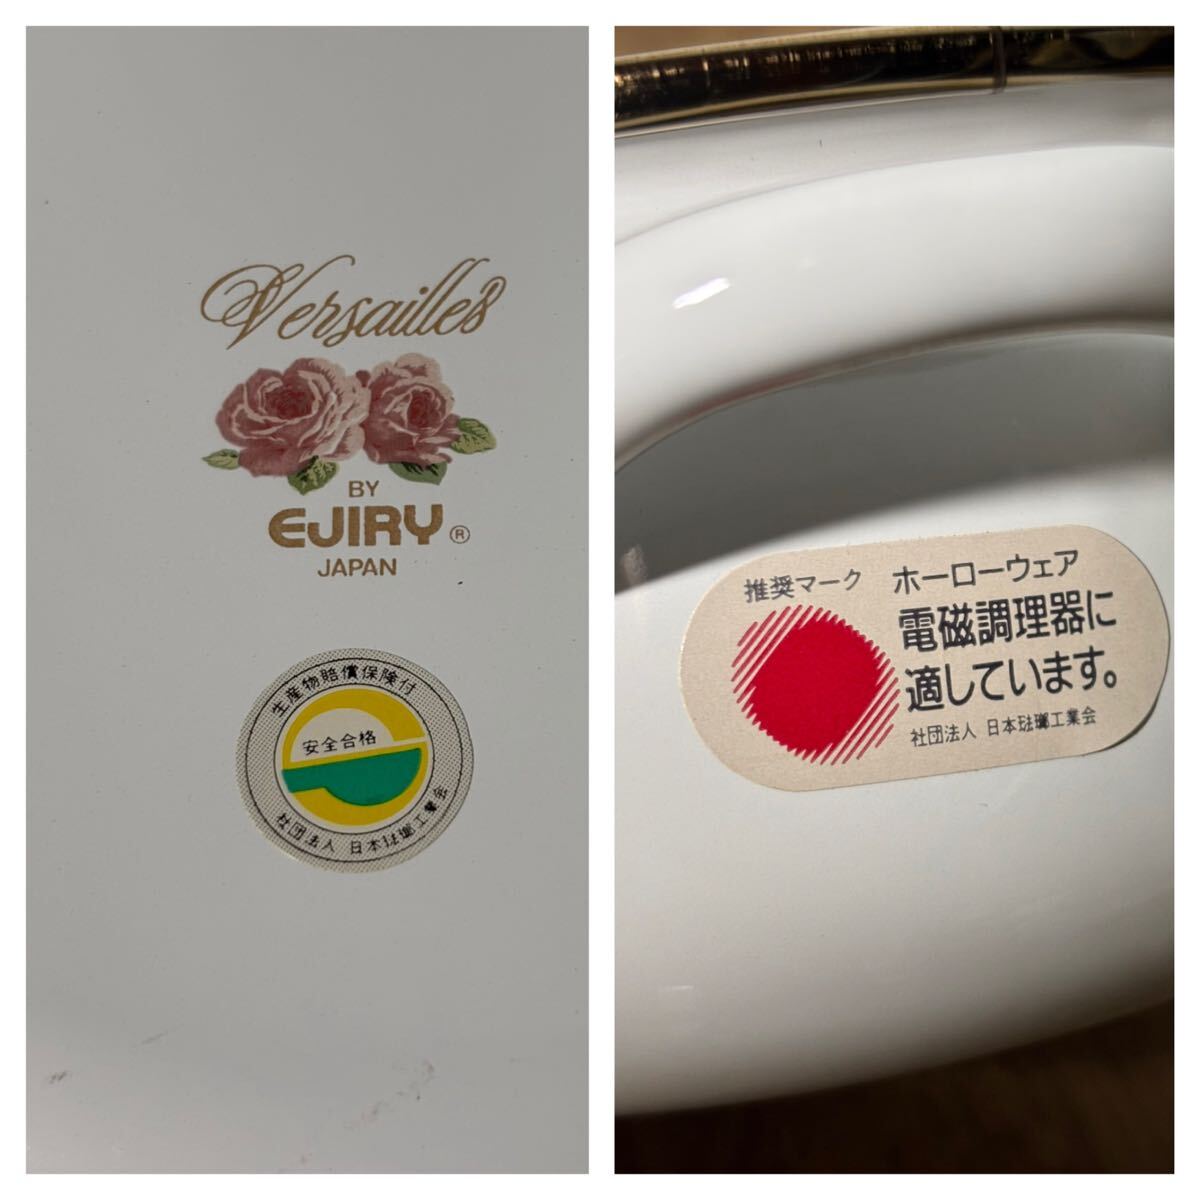 Versailles
BY
EJIRY®
JAPAN
生産物賠償保険付
安全合格
社団法人 日本琺瑯工業会
推奨マーク
ホーローウェア
電磁調理器に
適しています。
社団法人 日本琺瑯工業会